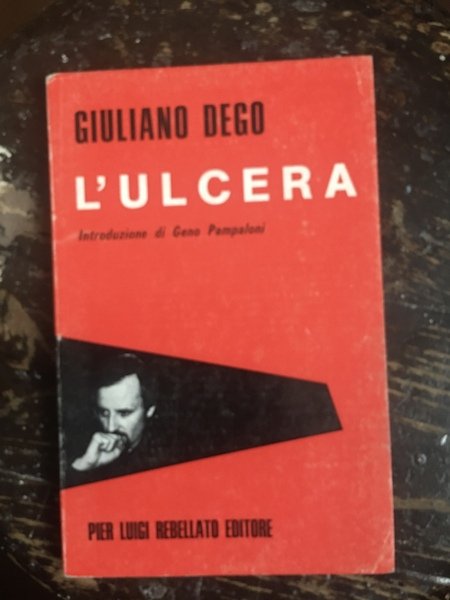 GIULIANO DEGO
L'ULCERA
Introduzione di Geno Pampaloni
PIER LUIGI REBELLATO EDITORE